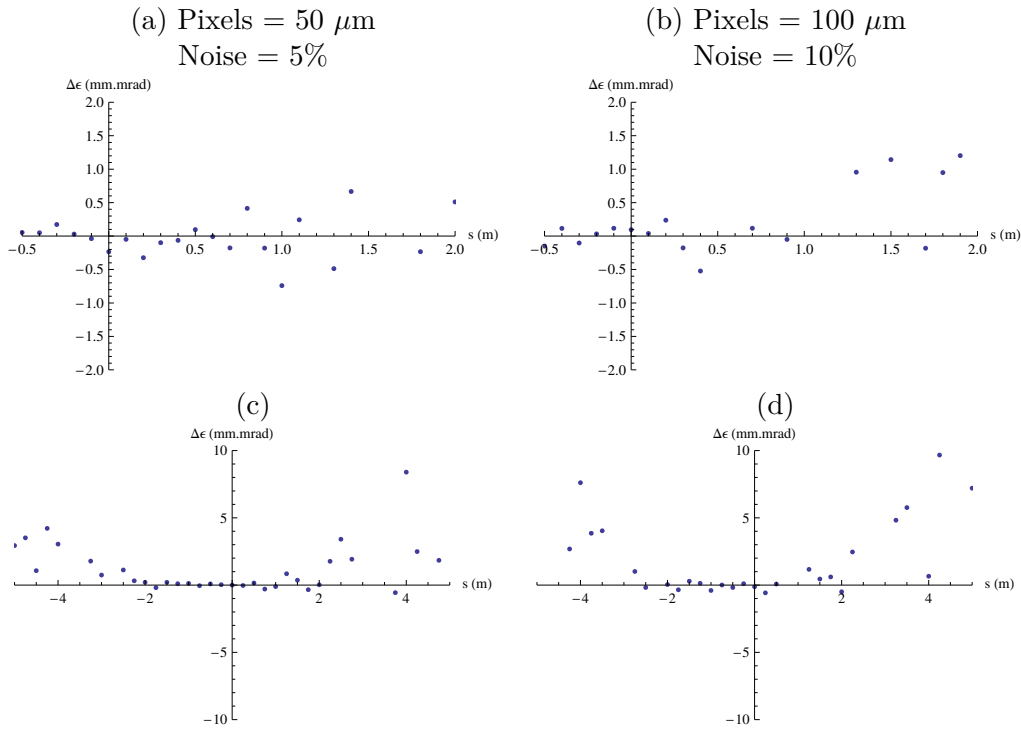 (a) Pixels = 50 μm
Noise = 5%
Δϵ (mm.mrad)
2.0
1.5
1.0
0.5
−0.5 0.5 1.0 1.5 2.0 s (m)
−0.5
−1.0
−1.5
−2.0
(b) Pixels = 100 μm
Noise = 10%
Δϵ (mm.mrad)
2.0
1.5
1.0
0.5
−0.5 0.5 1.0 1.5 2.0 s (m)
−0.5
−1.0
−1.5
−2.0
(c)
Δϵ (mm.mrad)
10
5
−4 −2 2 4 s (m)
−5
−10
(d)
Δϵ (mm.mrad)
10
5
−4 −2 2 4 s (m)
−5
−10